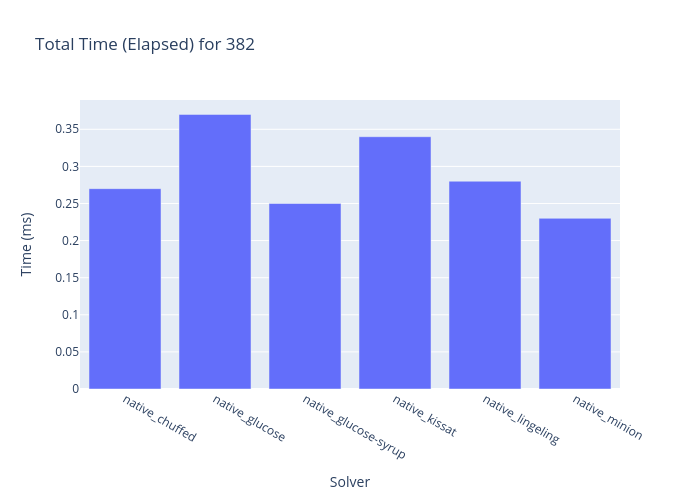 Total Time (Elapsed) for 382
Time (ms)
0.35
0.3
0.25
0.2
0.15
0.1
0.05
0
native_chuffed
native_glucose
native_glucose-syrup
native_kissat
native_lingeling
native_minion
Solver